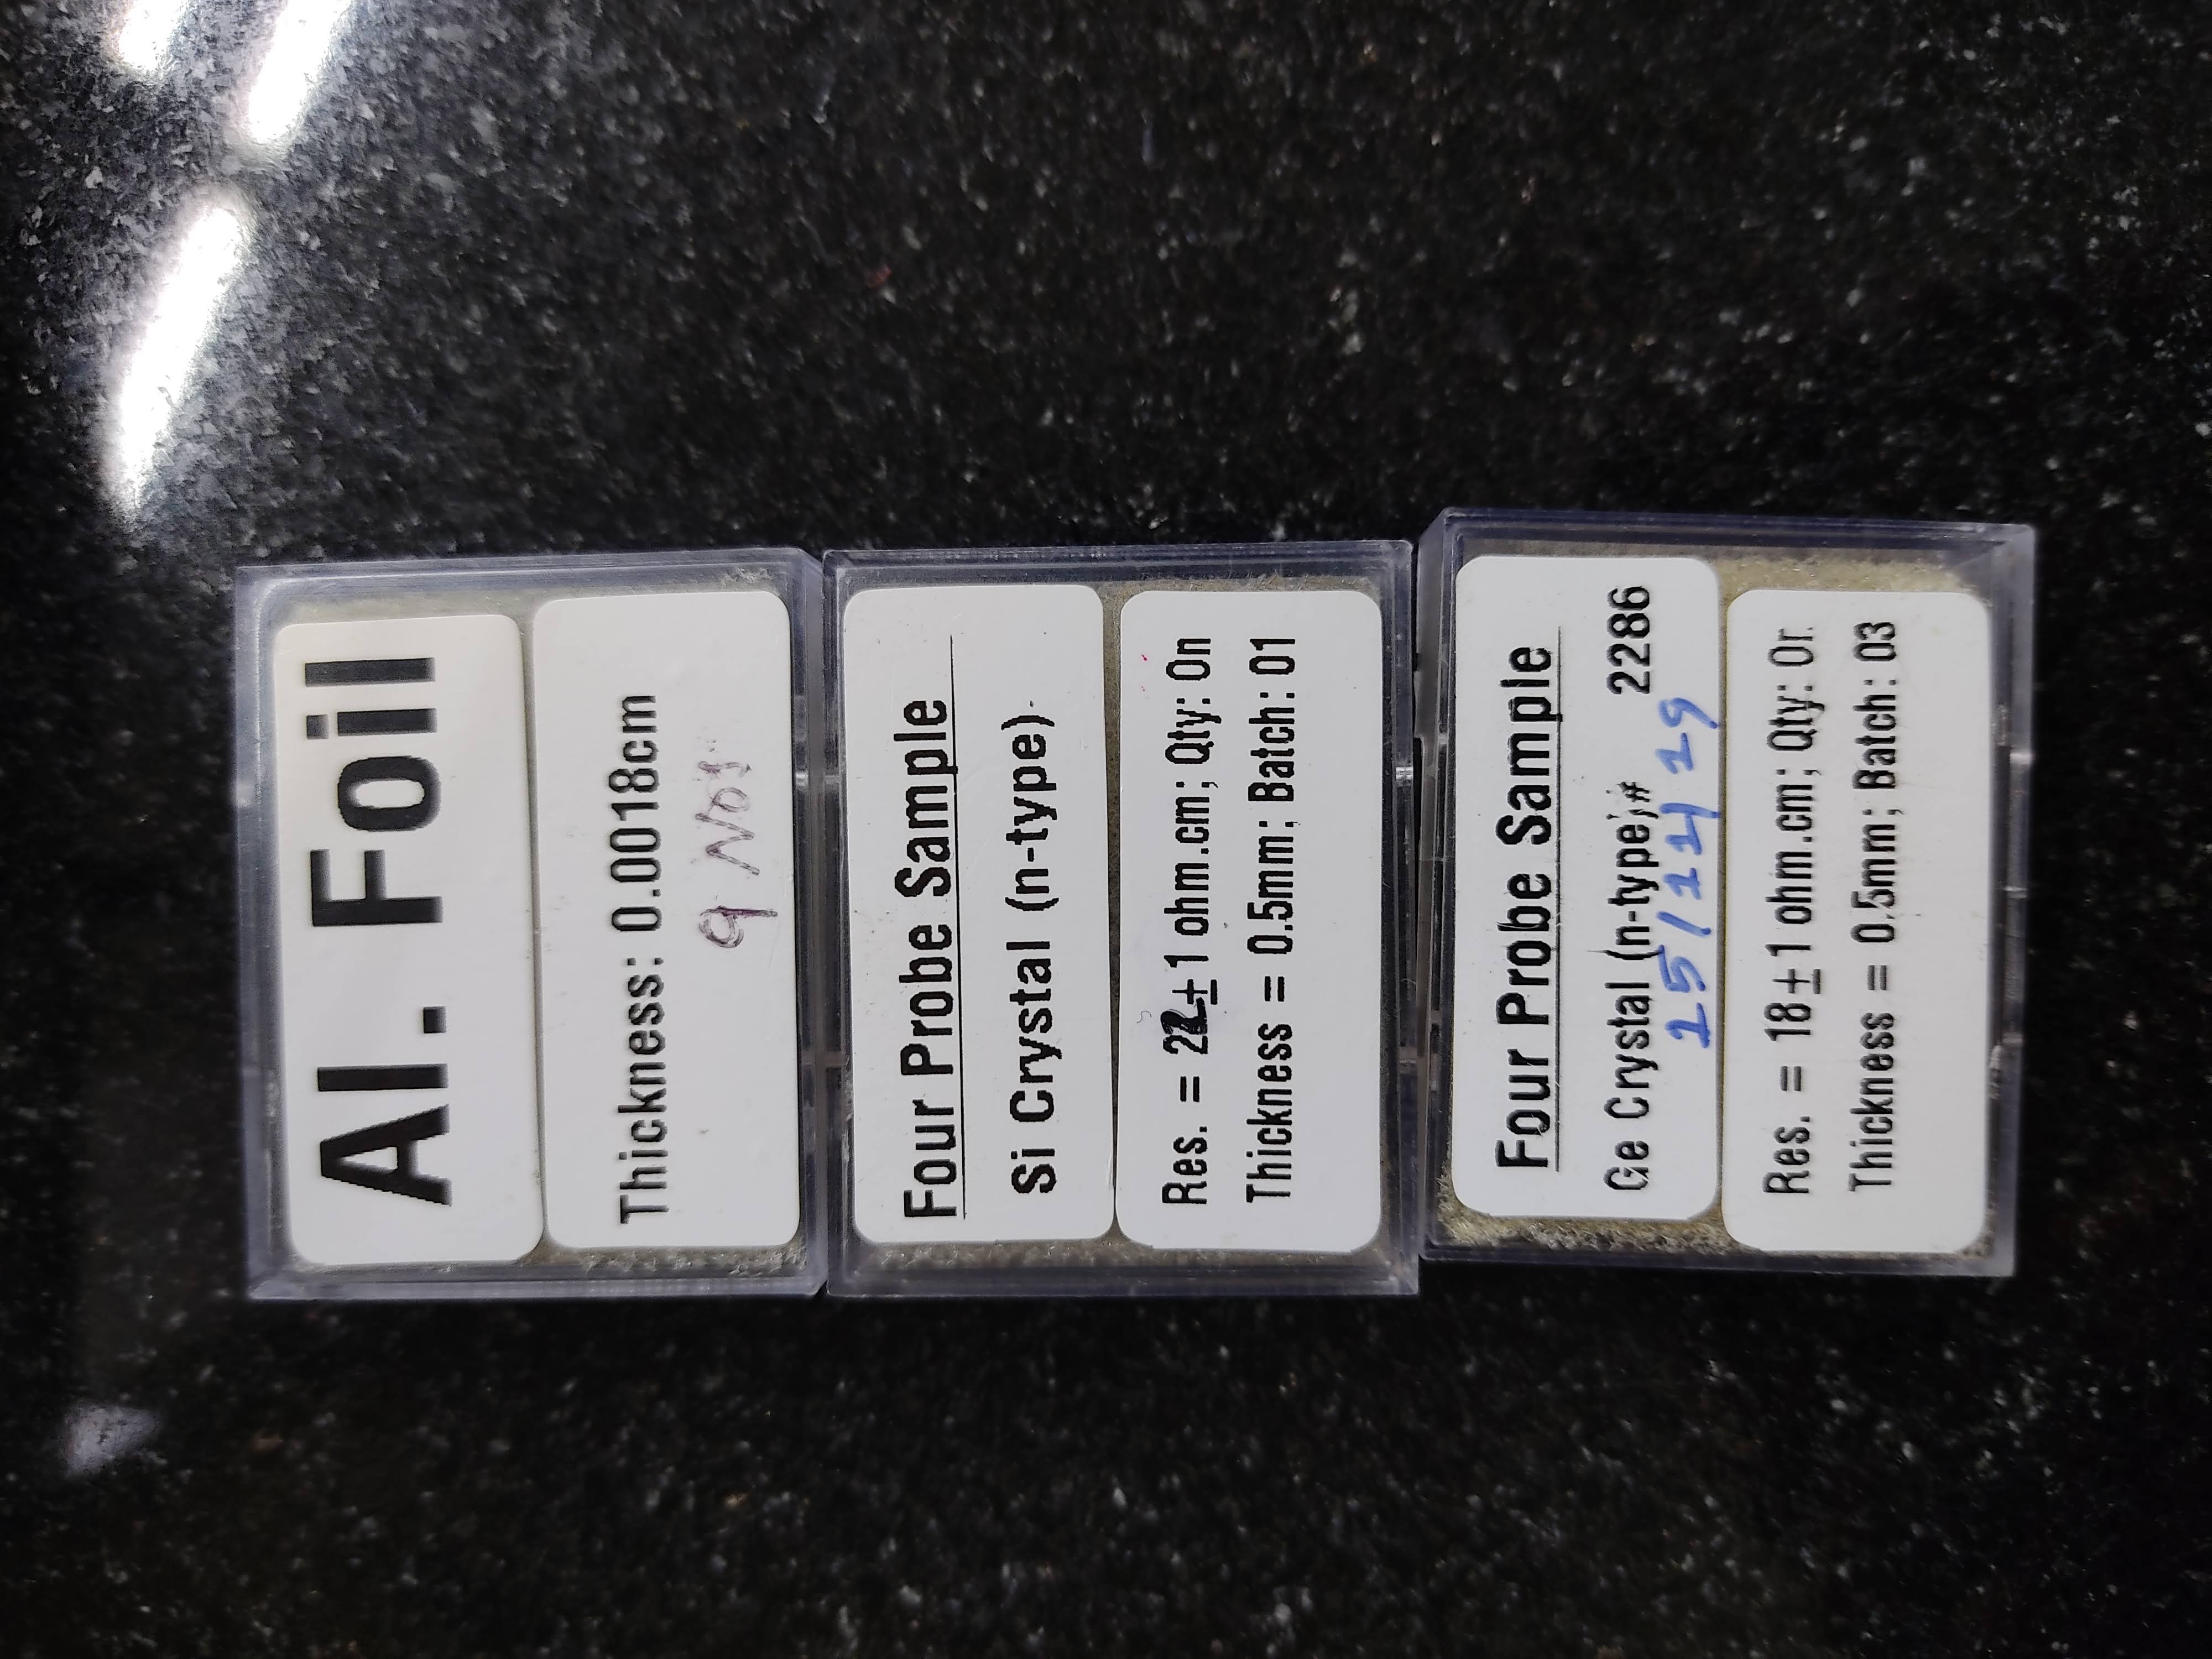 Al. Foil
Thickness: 0.0018cm
9 Nos
Four Probe Sample
Si Crystal (n-type)
Res. = 22±1 ohm.cm; Qty: On
Thickness = 0.5mm; Batch: 01
Four Probe Sample
Ge Crystal (n-type)# 2286
15/11/19
Res. = 18±1 ohm.cm; Qty: Or
Thickness = 0.5mm; Batch: 03